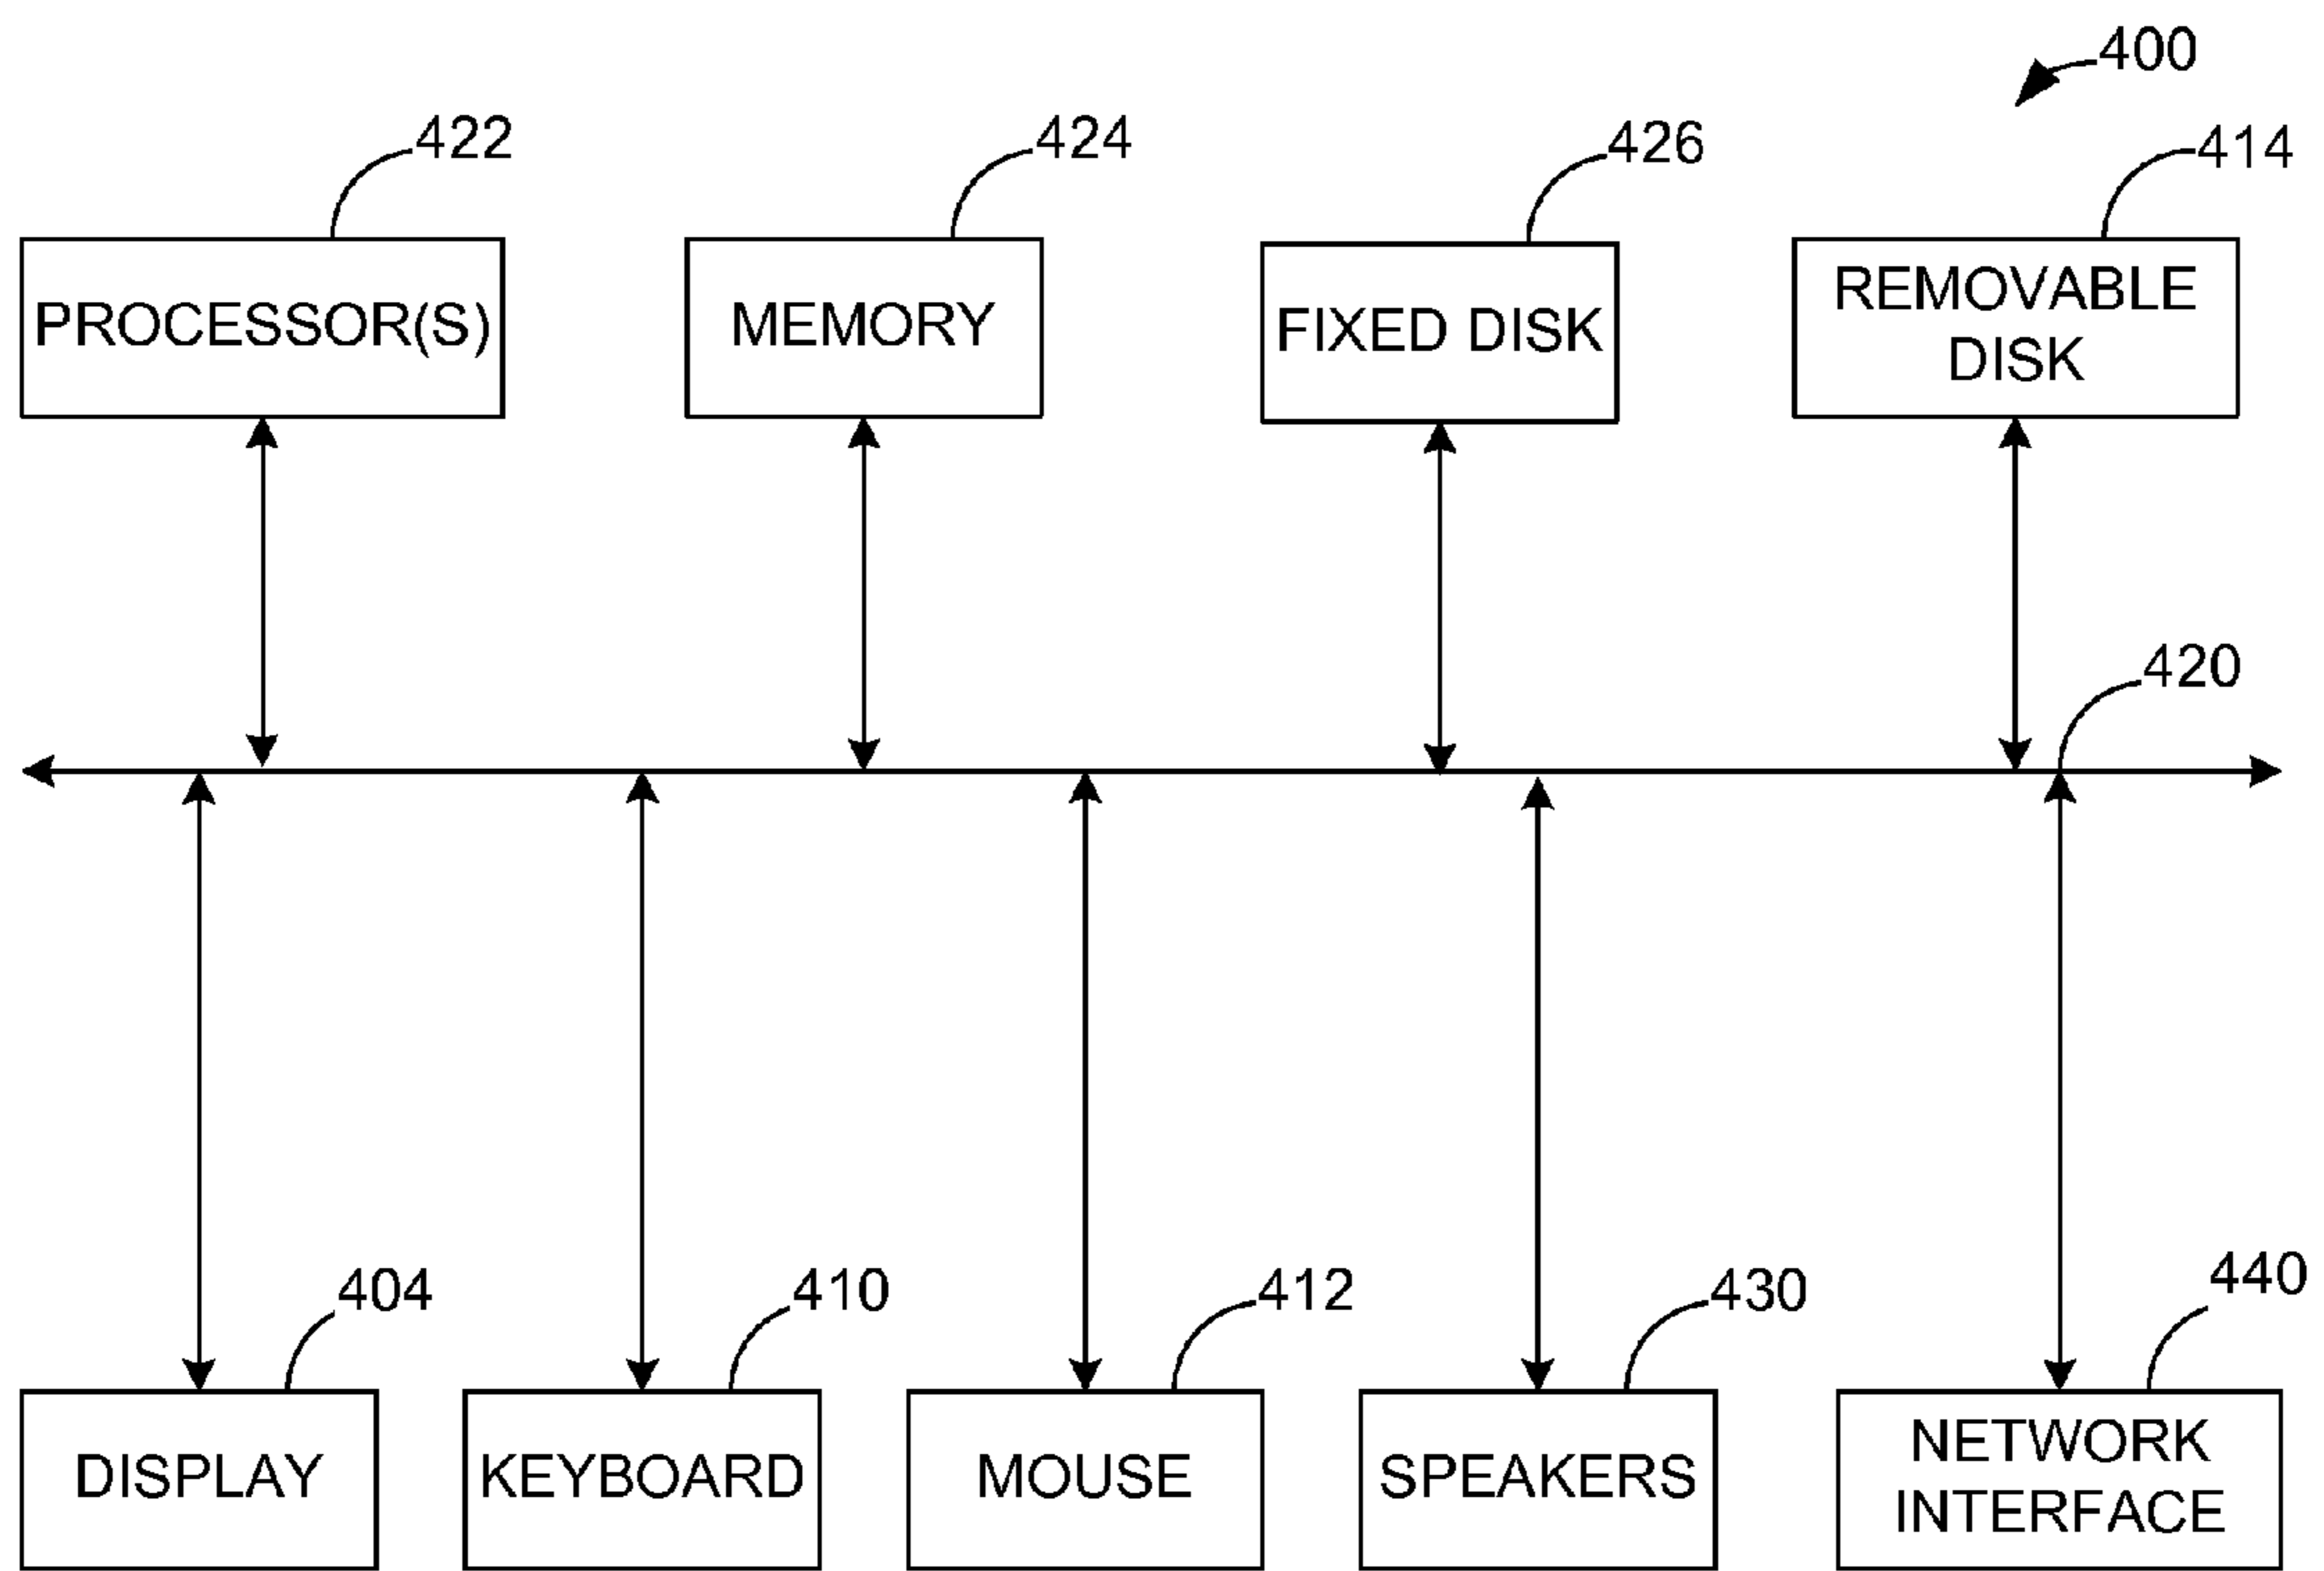 400
422
424
426
414
PROCESSOR(S)
MEMORY
FIXED DISK
REMOVABLE
DISK
420
404
410
412
430
440
DISPLAY
KEYBOARD
MOUSE
SPEAKERS
NETWORK
INTERFACE